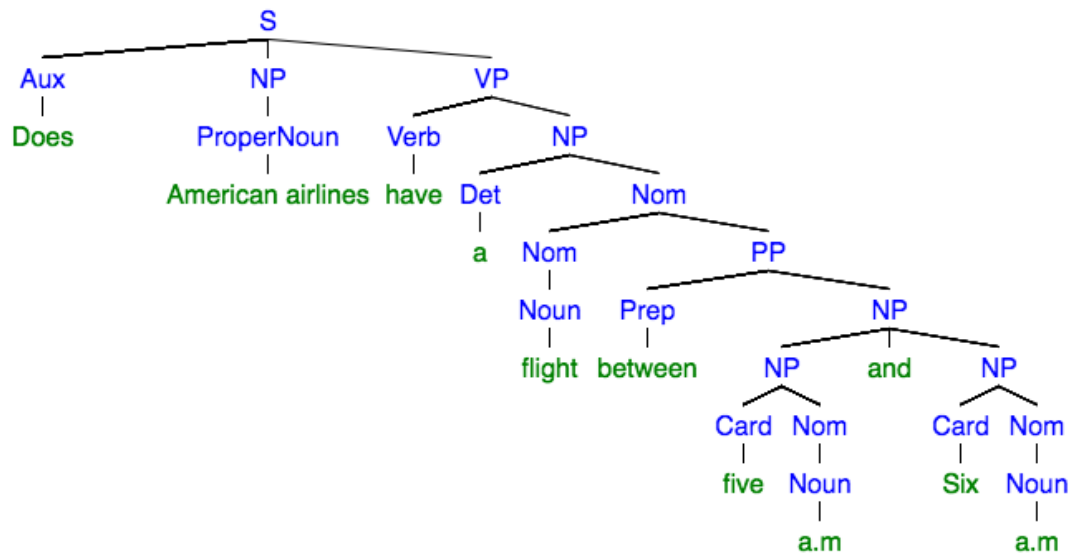 S
Aux NP VP
Does ProperNoun Verb NP
American airlines have Det Nom
a Nom PP
Noun Prep NP
flight between NP and NP
Card Nom Card Nom
five Noun Six Noun
a.m a.m